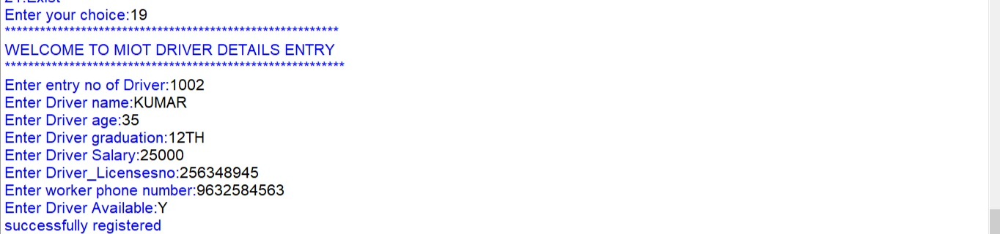 24.Exist
Enter your choice:19
*********************************************************
WELCOME TO MIOT DRIVER DETAILS ENTRY
**********************************************************
Enter entry no of Driver:1002
Enter Driver name:KUMAR
Enter Driver age:35
Enter Driver graduation:12TH
Enter Driver Salary:25000
Enter Driver_Licensesno:256348945
Enter worker phone number:9632584563
Enter Driver Available:Y
successfully registered